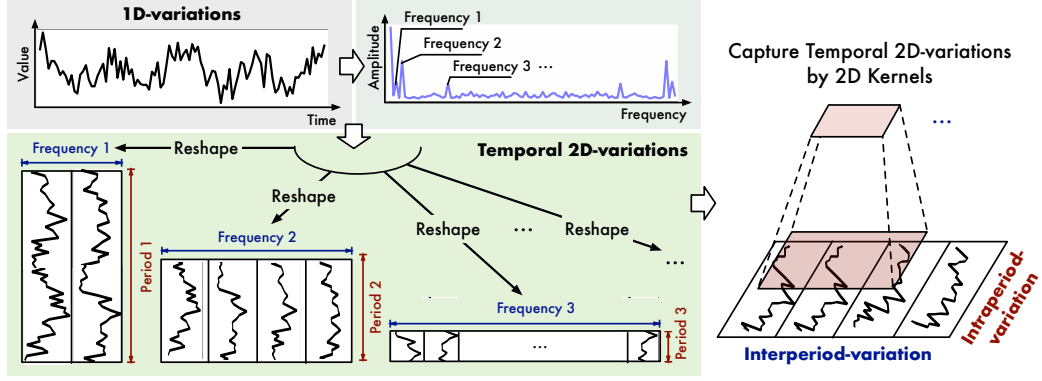 1D-variations
Value
Time
Amplitude
Frequency 1
Frequency 2
Frequency 3 ...
Frequency
Temporal 2D-variations
Frequency 1
Reshape
Period 1
Reshape
Frequency 2
Period 2
Reshape
...
Reshape
...
Frequency 3
...
Period 3
Capture Temporal 2D-variations
by 2D Kernels
...
Interperiod-variation
Intraperiod-
variation